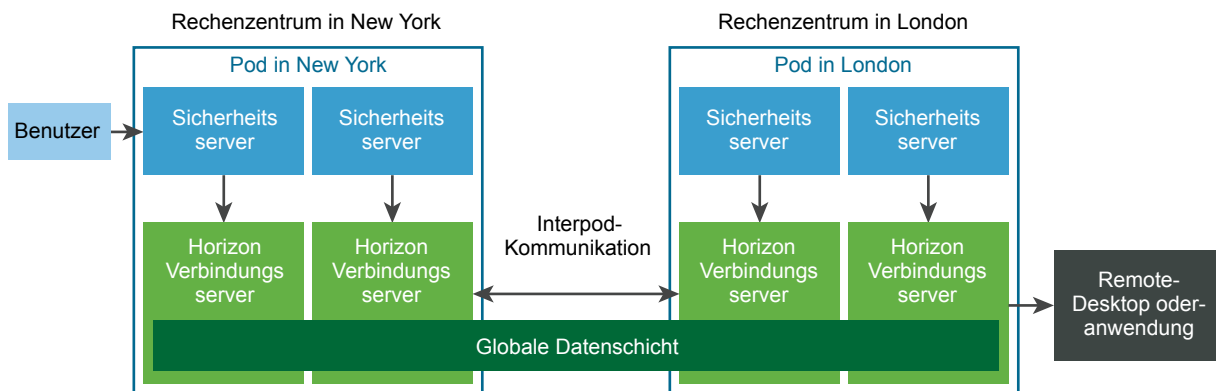 Rechenzentrum in New York
Rechenzentrum in London
Pod in New York
Pod in London
Benutzer
Sicherheits
server
Sicherheits
server
Sicherheits
server
Sicherheits
server
Interpod-
Kommunikation
Horizon
Verbindungs
server
Horizon
Verbindungs
server
Horizon
Verbindungs
server
Horizon
Verbindungs
server
Remote-
Desktop oder-
anwendung
Globale Datenschicht